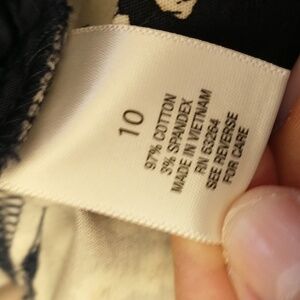 10
97% COTTON
3% SPANDEX
MADE IN VIETNAM
RN 63264
SEE REVERSE
FOR CARE